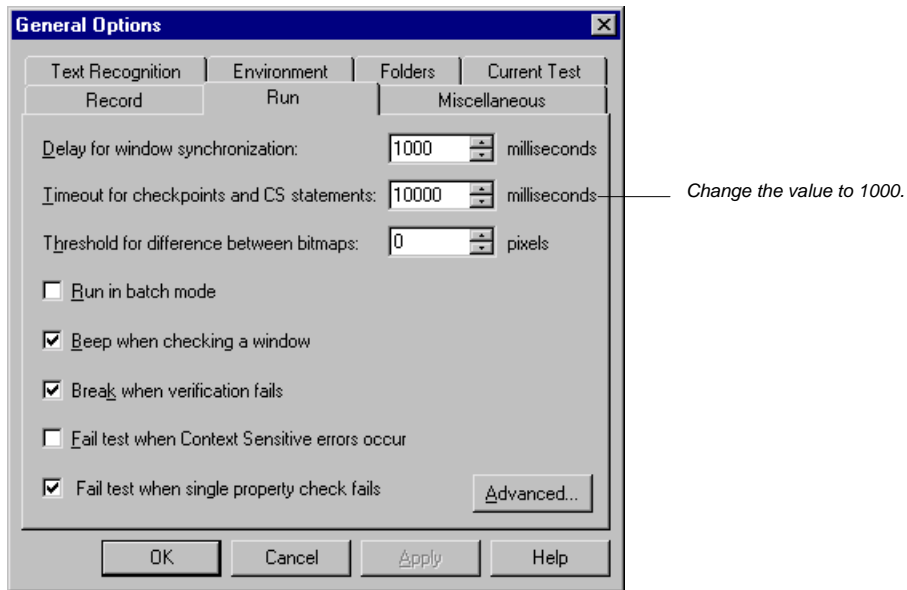 General Options
Text Recognition Environment Folders Current Test
Record Run Miscellaneous
Delay for window synchronization: 1000 milliseconds
Timeout for checkpoints and CS statements: 10000 milliseconds Change the value to 1000.
Threshold for difference between bitmaps: 0 pixels
Run in batch mode
Beep when checking a window
Break when verification fails
Fail test when Context Sensitive errors occur
Fail test when single property check fails
Advanced...
OK Cancel Apply Help